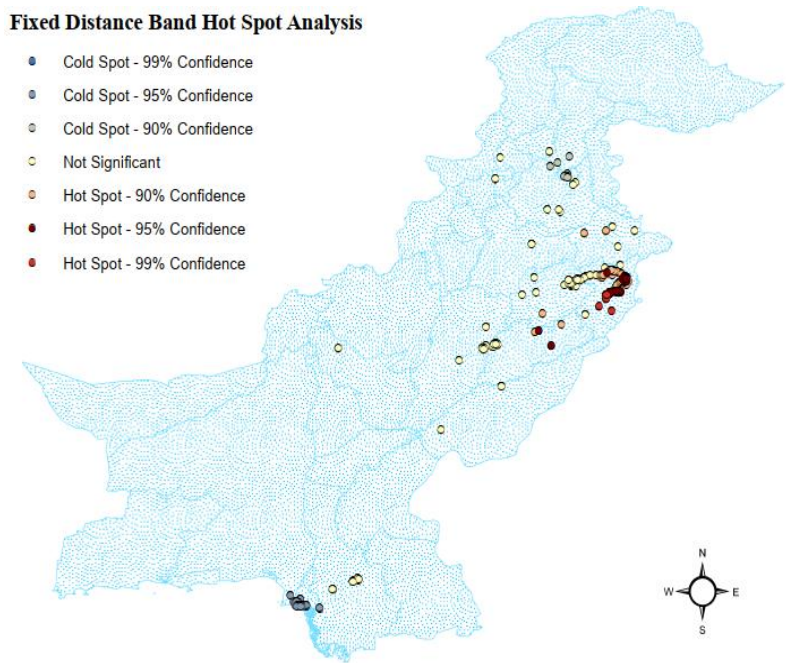 Fixed Distance Band Hot Spot Analysis
Cold Spot - 99% Confidence
Cold Spot - 95% Confidence
Cold Spot - 90% Confidence
Not Significant
Hot Spot - 90% Confidence
Hot Spot - 95% Confidence
Hot Spot - 99% Confidence
N
W E
S